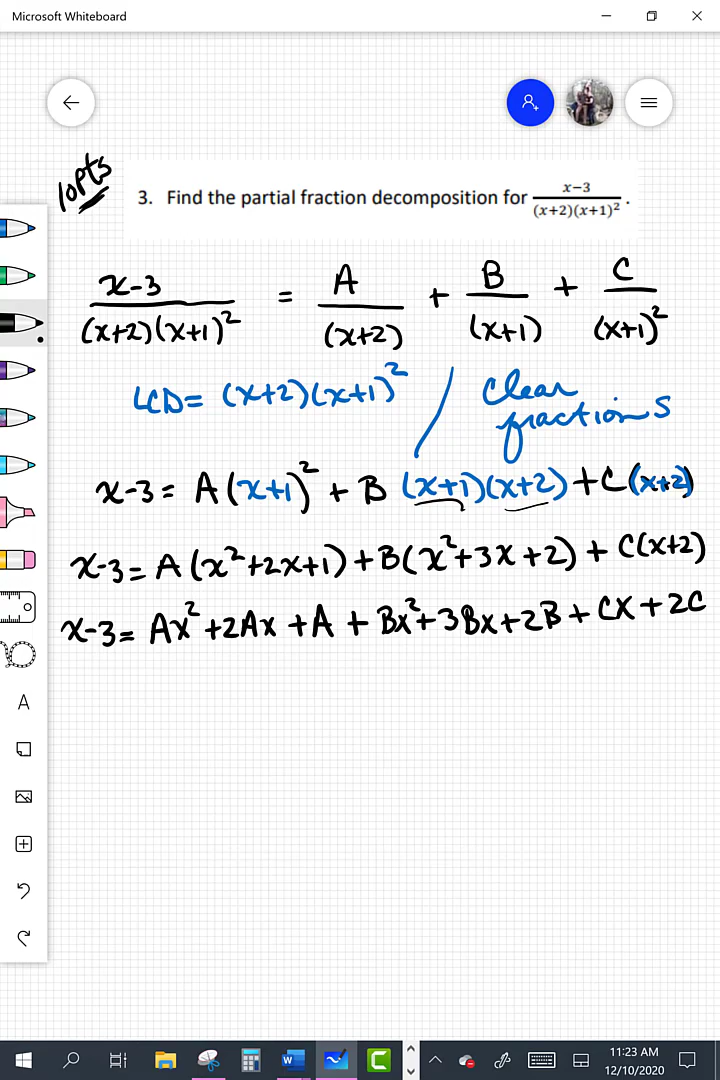 Microsoft Whiteboard
10pts
3. Find the partial fraction decomposition for x−3/(x+2)(x+1)².
x-3/(x+2)(x+1)² = A/(x+2) + B/(x+1) + C/(x+1)²
LCD = (x+2)(x+1)² / clear fractions
x-3 = A(x+1)² + B(x+1)(x+2) + C(x+2)
x-3 = A(x²+2x+1) + B(x²+3x+2) + C(x+2)
x-3 = Ax²+2Ax+A + Bx²+3Bx+2B + Cx+2C
A
11:23 AM
12/10/2020